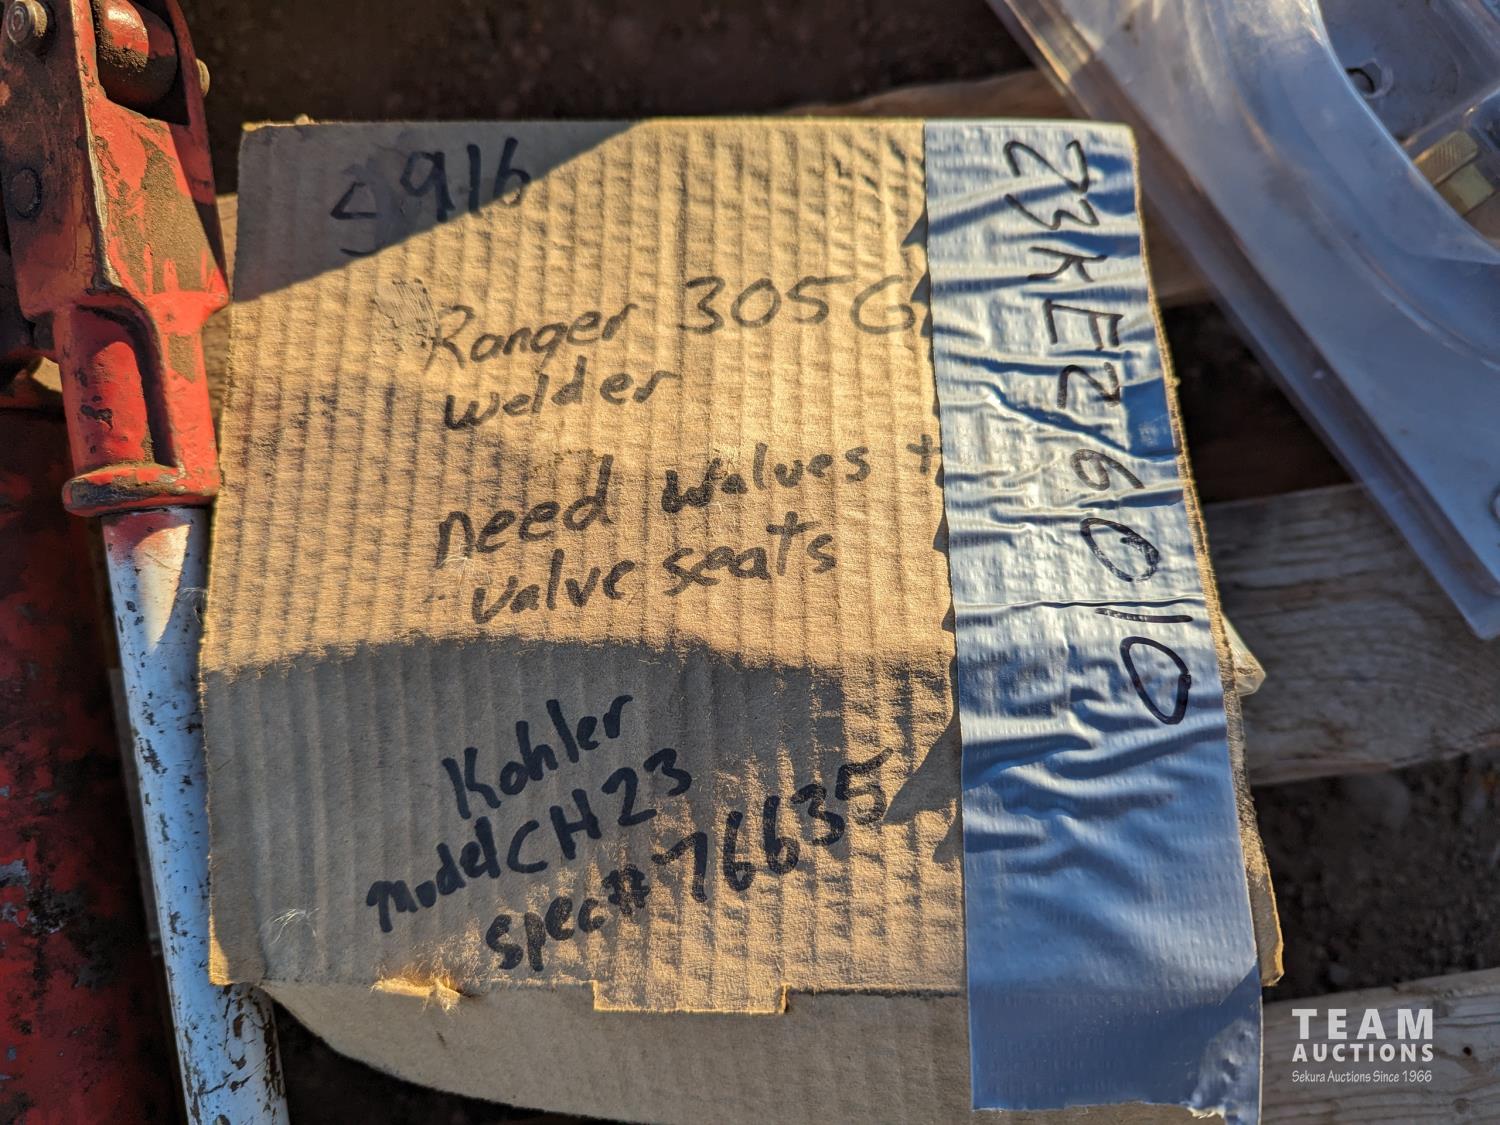 5916
Ranger 305G
welder
need valves +
valve seats
Kohler
model CH23
spec# 76635
23KEZ6010
TEAM
AUCTIONS
Sekura Auctions Since 1966